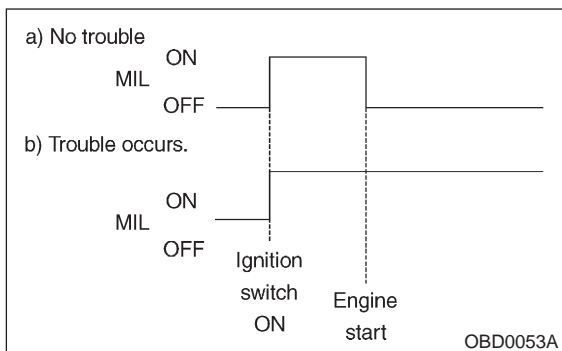 a) No trouble
ON
MIL
OFF
b) Trouble occurs.
ON
MIL
OFF
Ignition
switch
ON
Engine
start
OBD0053A